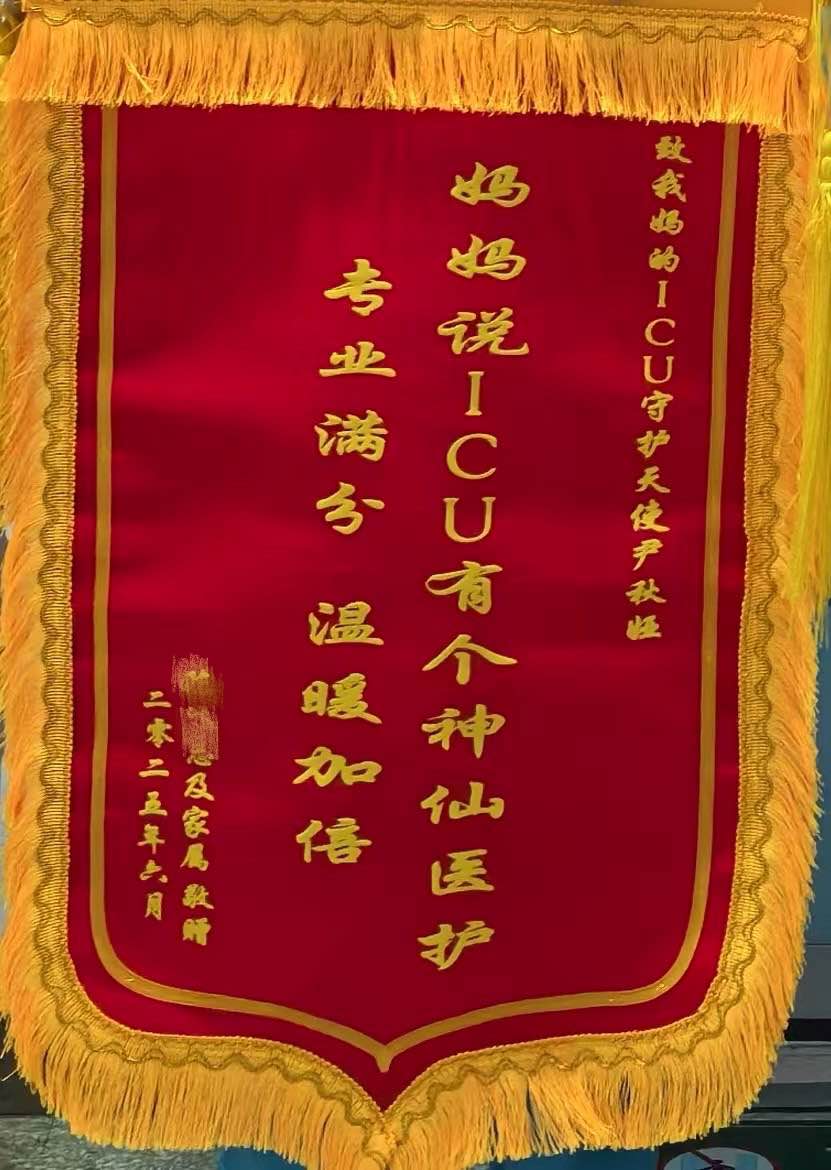 致我妈的ICU守护天使尹秋娅
妈妈说ICU有个神仙医护
专业满分 温暖加倍
及家属敬赠
二零二五年六月